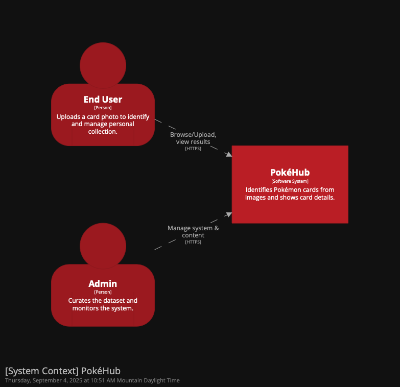 End User
[Person]
Uploads a card photo to identify
and manage personal
collection.
Browse/Upload,
view results
[HTTPS]
PokéHub
[Software System]
Identifies Pokémon cards from
images and shows card details.
Manage system &
content
[HTTPS]
Admin
[Person]
Curates the dataset and
monitors the system.
[System Context] PokéHub
Thursday, September 4, 2025 at 10:51 AM Mountain Daylight Time